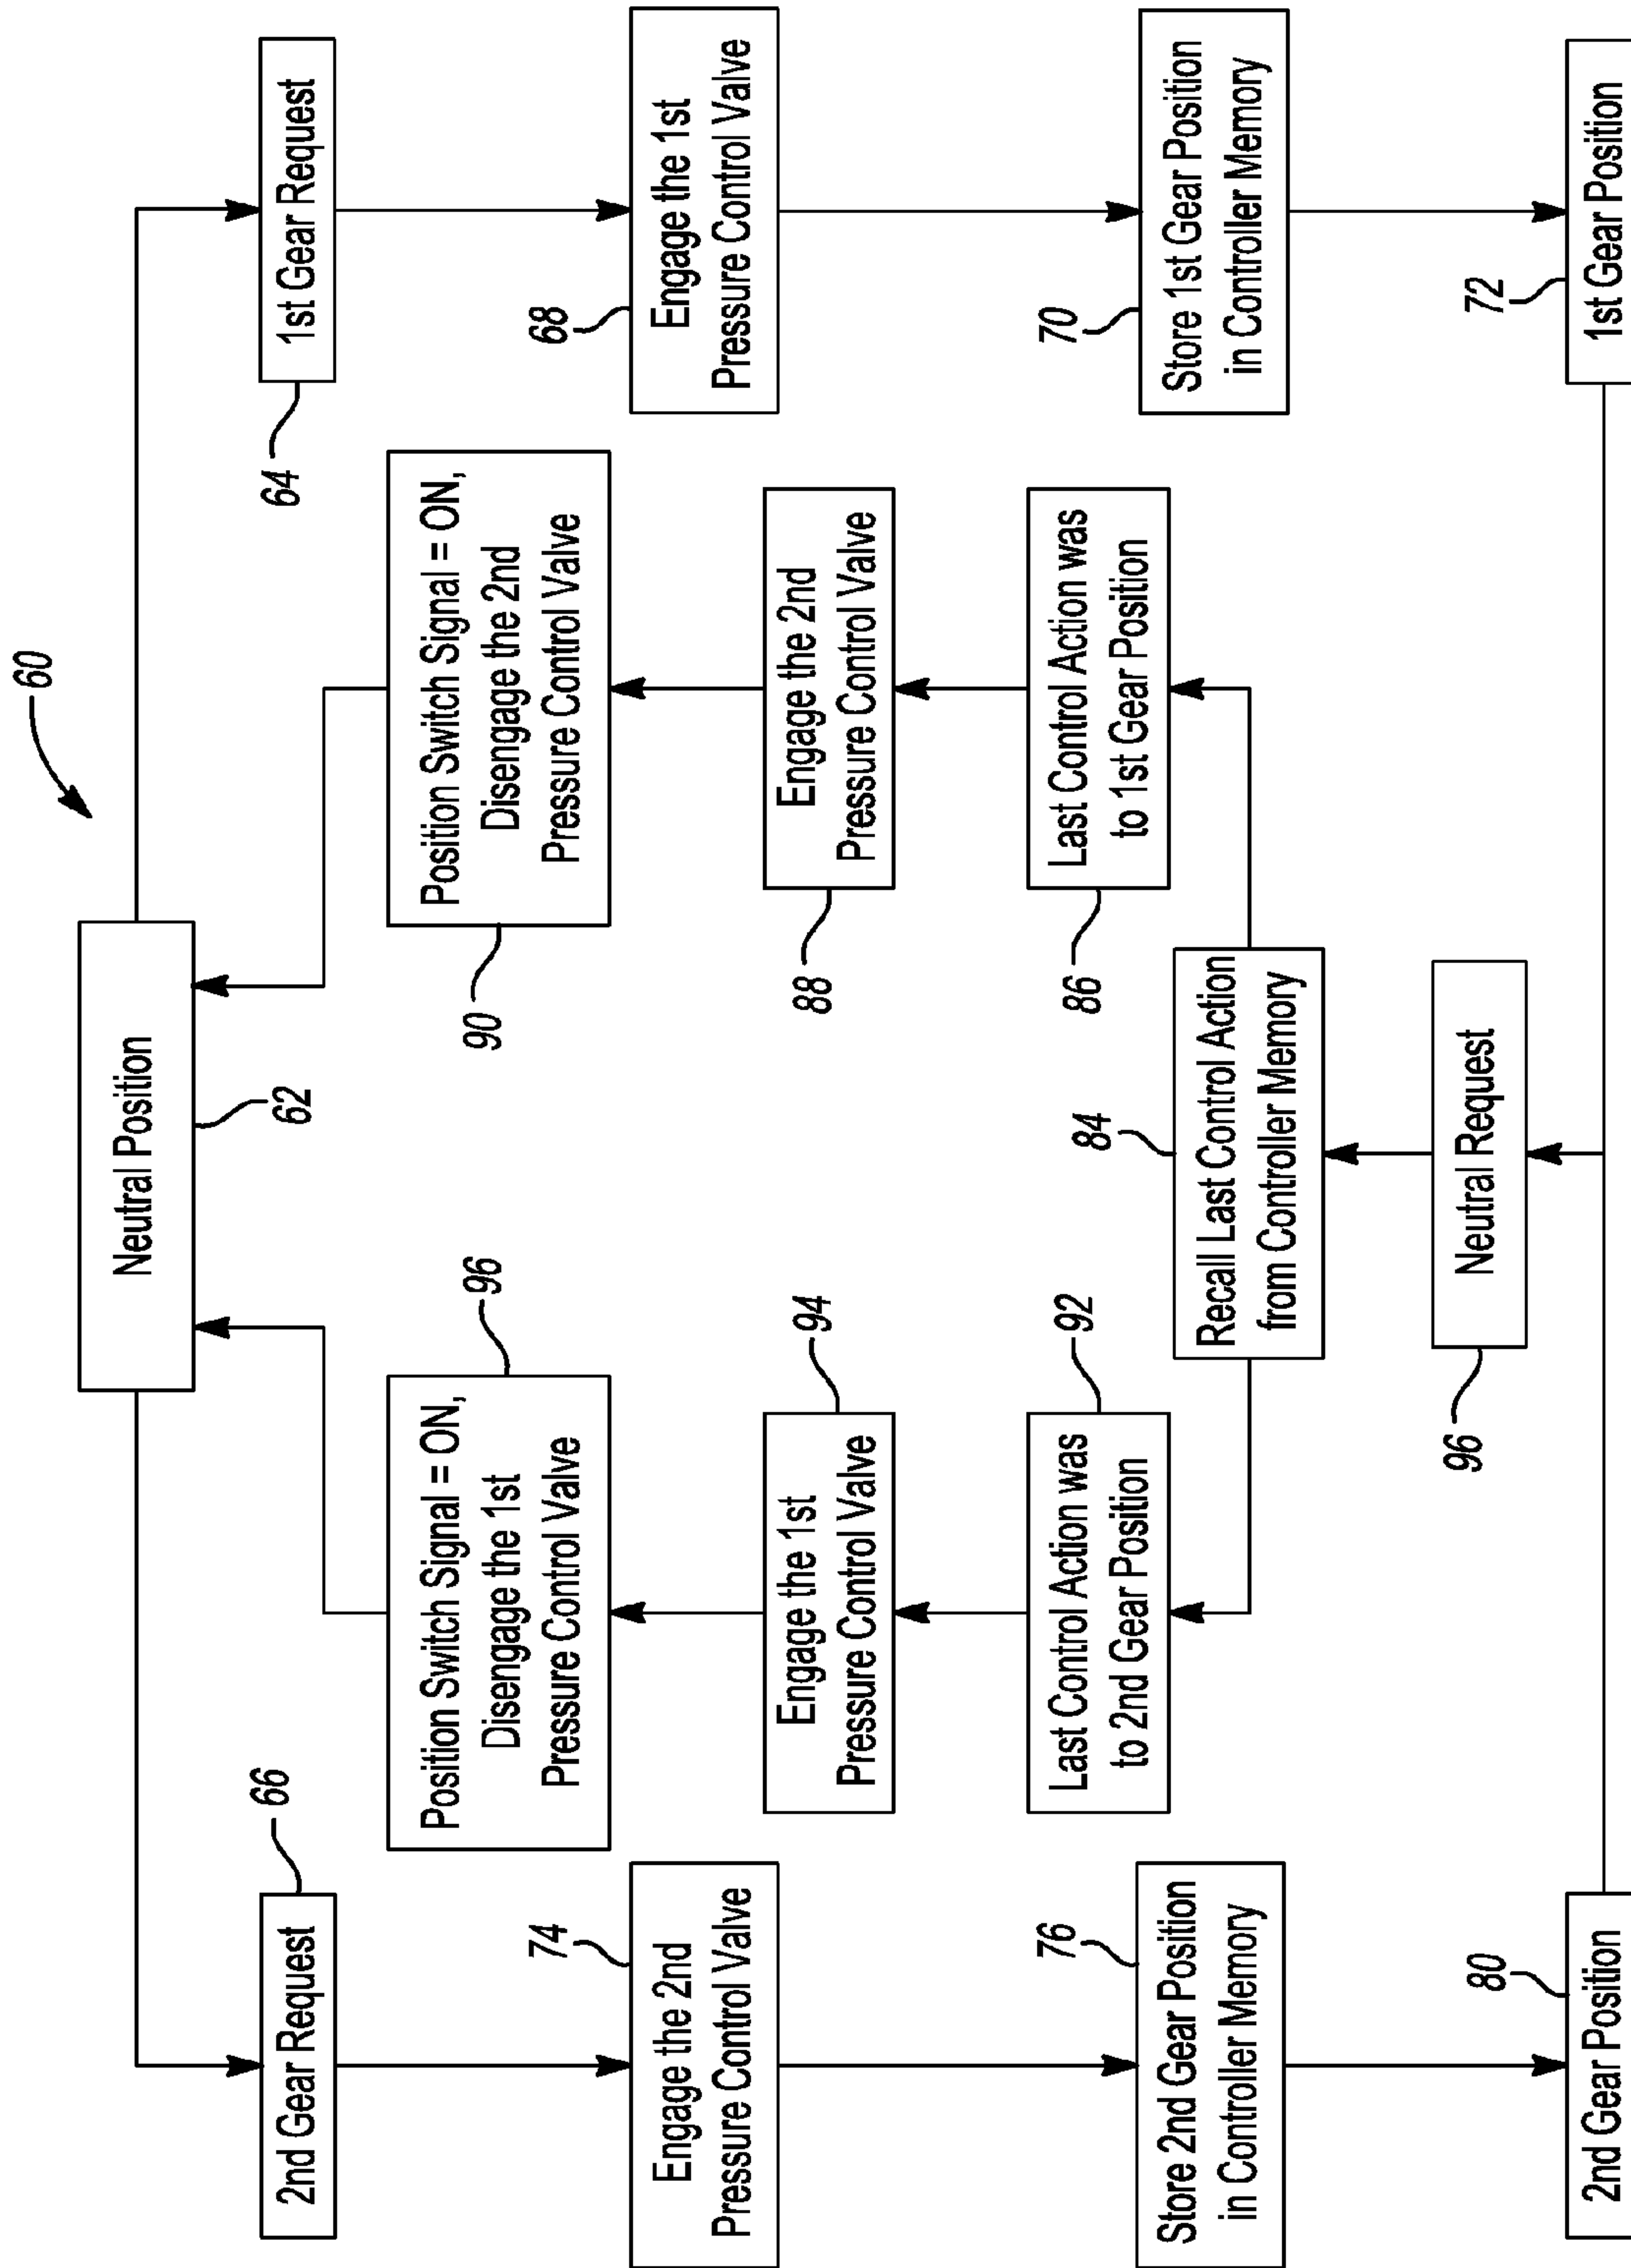 60
Neutral Position
62
2nd Gear Request
66
Engage the 2nd
Pressure Control Valve
74
Store 2nd Gear Position
in Controller Memory
76
2nd Gear Position
80
Position Switch Signal = ON,
Disengage the 1st
Pressure Control Valve
96
Engage the 1st
Pressure Control Valve
94
Last Control Action was
to 2nd Gear Position
92
Recall Last Control Action
from Controller Memory
84
Neutral Request
96
Position Switch Signal = ON,
Disengage the 2nd
Pressure Control Valve
90
Engage the 2nd
Pressure Control Valve
88
Last Control Action was
to 1st Gear Position
86
1st Gear Request
64
Engage the 1st
Pressure Control Valve
68
Store 1st Gear Position
in Controller Memory
70
1st Gear Position
72